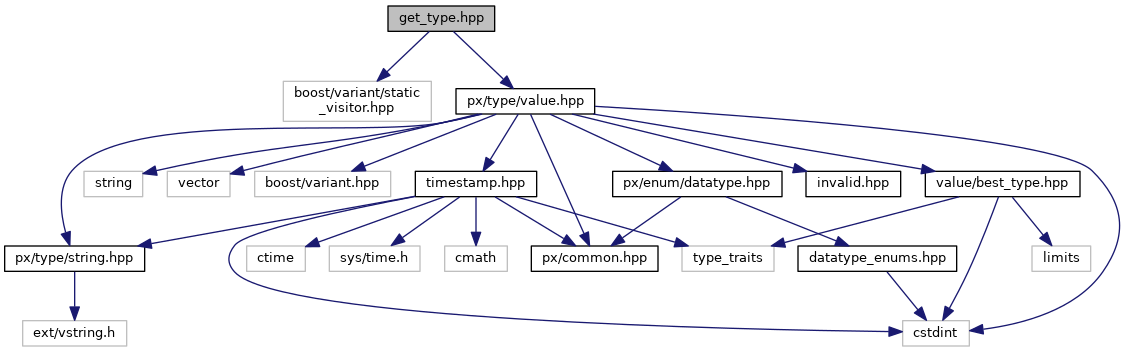 get_type.hpp
boost/variant/static
_visitor.hpp
px/type/value.hpp
string
vector
boost/variant.hpp
timestamp.hpp
px/enum/datatype.hpp
invalid.hpp
value/best_type.hpp
px/type/string.hpp
ctime
sys/time.h
cmath
px/common.hpp
type_traits
datatype_enums.hpp
limits
ext/vstring.h
cstdint